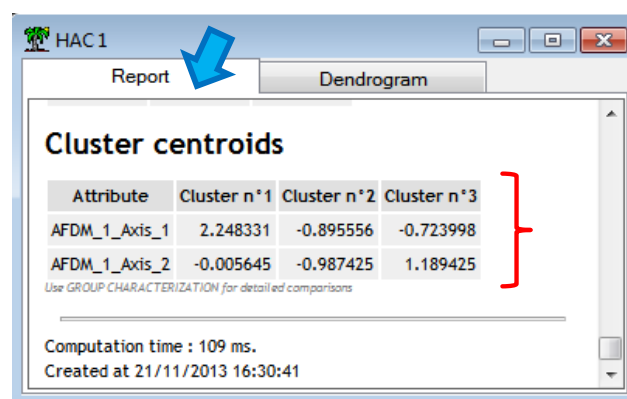 HAC 1
Report Dendrogram
Cluster centroids
Attribute Cluster n°1 Cluster n°2 Cluster n°3
AFDM_1_Axis_1 2.248331 -0.895556 -0.723998
AFDM_1_Axis_2 -0.005645 -0.987425 1.189425
Use GROUP CHARACTERIZATION for detailed comparisons
Computation time : 109 ms.
Created at 21/11/2013 16:30:41